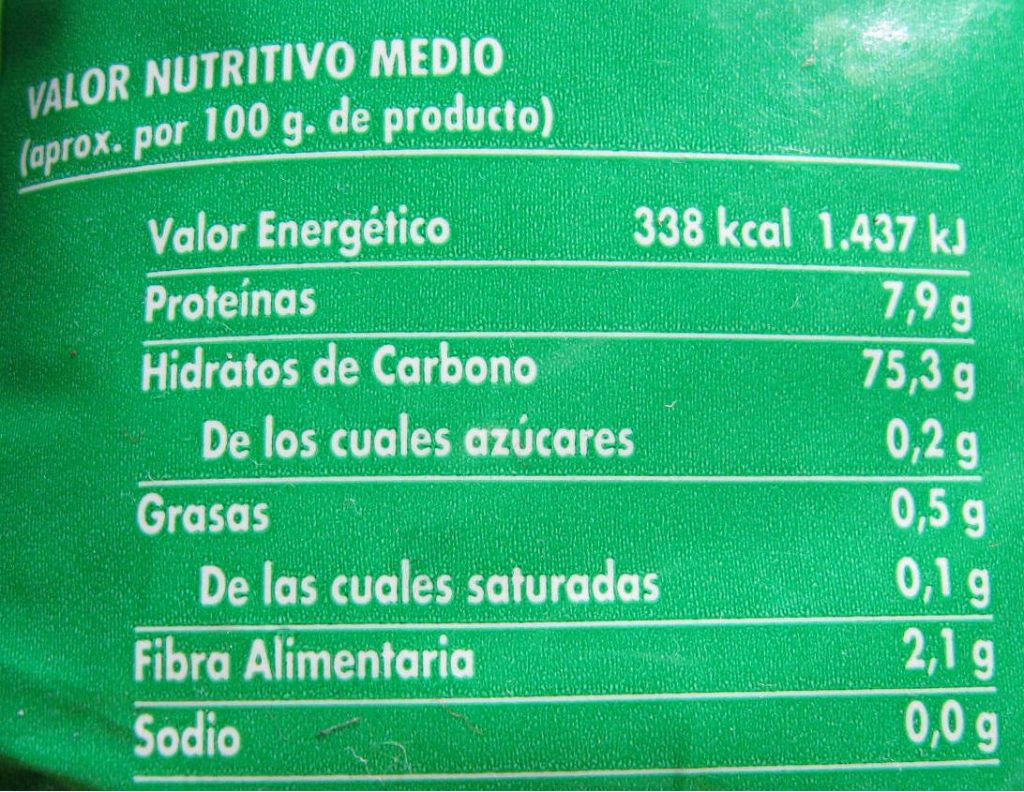 VALOR NUTRITIVO MEDIO
(aprox. por 100 g. de producto)
Valor Energético 338 kcal 1.437 kJ
Proteínas 7,9 g
Hidratos de Carbono 75,3 g
De los cuales azúcares 0,2 g
Grasas 0,5 g
De las cuales saturadas 0,1 g
Fibra Alimentaria 2,1 g
Sodio 0,0 g